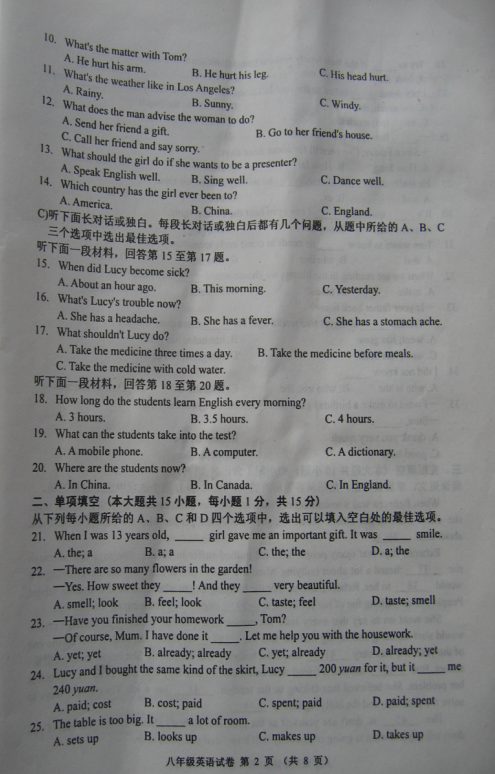 10. What's the matter with Tom?
A. He hurt his arm. B. He hurt his leg. C. His head hurt.
11. What's the weather like in Los Angeles?
A. Rainy. B. Sunny. C. Windy.
12. What does the man advise the woman to do?
A. Send her friend a gift. B. Go to her friend's house.
C. Call her friend and say sorry.
13. What should the girl do if she wants to be a presenter?
A. Speak English well. B. Sing well. C. Dance well.
14. Which country has the girl ever been to?
A. America. B. China. C. England.
C)听下面长对话或独白。每段长对话或独白后都有几个问题，从题中所给的 A、B、C
三个选项中选出最佳选项。
听下面一段材料，回答第 15 至第 17 题。
15. When did Lucy become sick?
A. About an hour ago. B. This morning. C. Yesterday.
16. What's Lucy's trouble now?
A. She has a headache. B. She has a fever. C. She has a stomach ache.
17. What shouldn't Lucy do?
A. Take the medicine three times a day. B. Take the medicine before meals.
C. Take the medicine with cold water.
听下面一段材料，回答第 18 至第 20 题。
18. How long do the students learn English every morning?
A. 3 hours. B. 3.5 hours. C. 4 hours.
19. What can the students take into the test?
A. A mobile phone. B. A computer. C. A dictionary.
20. Where are the students now?
A. In China. B. In Canada. C. In England.
二、单项填空（本大题共 15 小题，每小题 1 分，共 15 分）
从下列每小题所给的 A、B、C 和 D 四个选项中，选出可以填入空白处的最佳选项。
21. When I was 13 years old, _____ girl gave me an important gift. It was _____ smile.
A. the; a B. a; a C. the; the D. a; the
22. —There are so many flowers in the garden!
—Yes. How sweet they _____! And they _____ very beautiful.
A. smell; look B. feel; look C. taste; feel D. taste; smell
23. —Have you finished your homework _____, Tom?
—Of course, Mum. I have done it _____. Let me help you with the housework.
A. yet; yet B. already; already C. yet; already D. already; yet
24. Lucy and I bought the same kind of the skirt, Lucy _____ 200 yuan for it, but it _____ me
240 yuan.
A. paid; cost B. cost; paid C. spent; paid D. paid; spent
25. The table is too big. It _____ a lot of room.
A. sets up B. looks up C. makes up D. takes up
八年级英语试卷 第 2 页 （共 8 页）